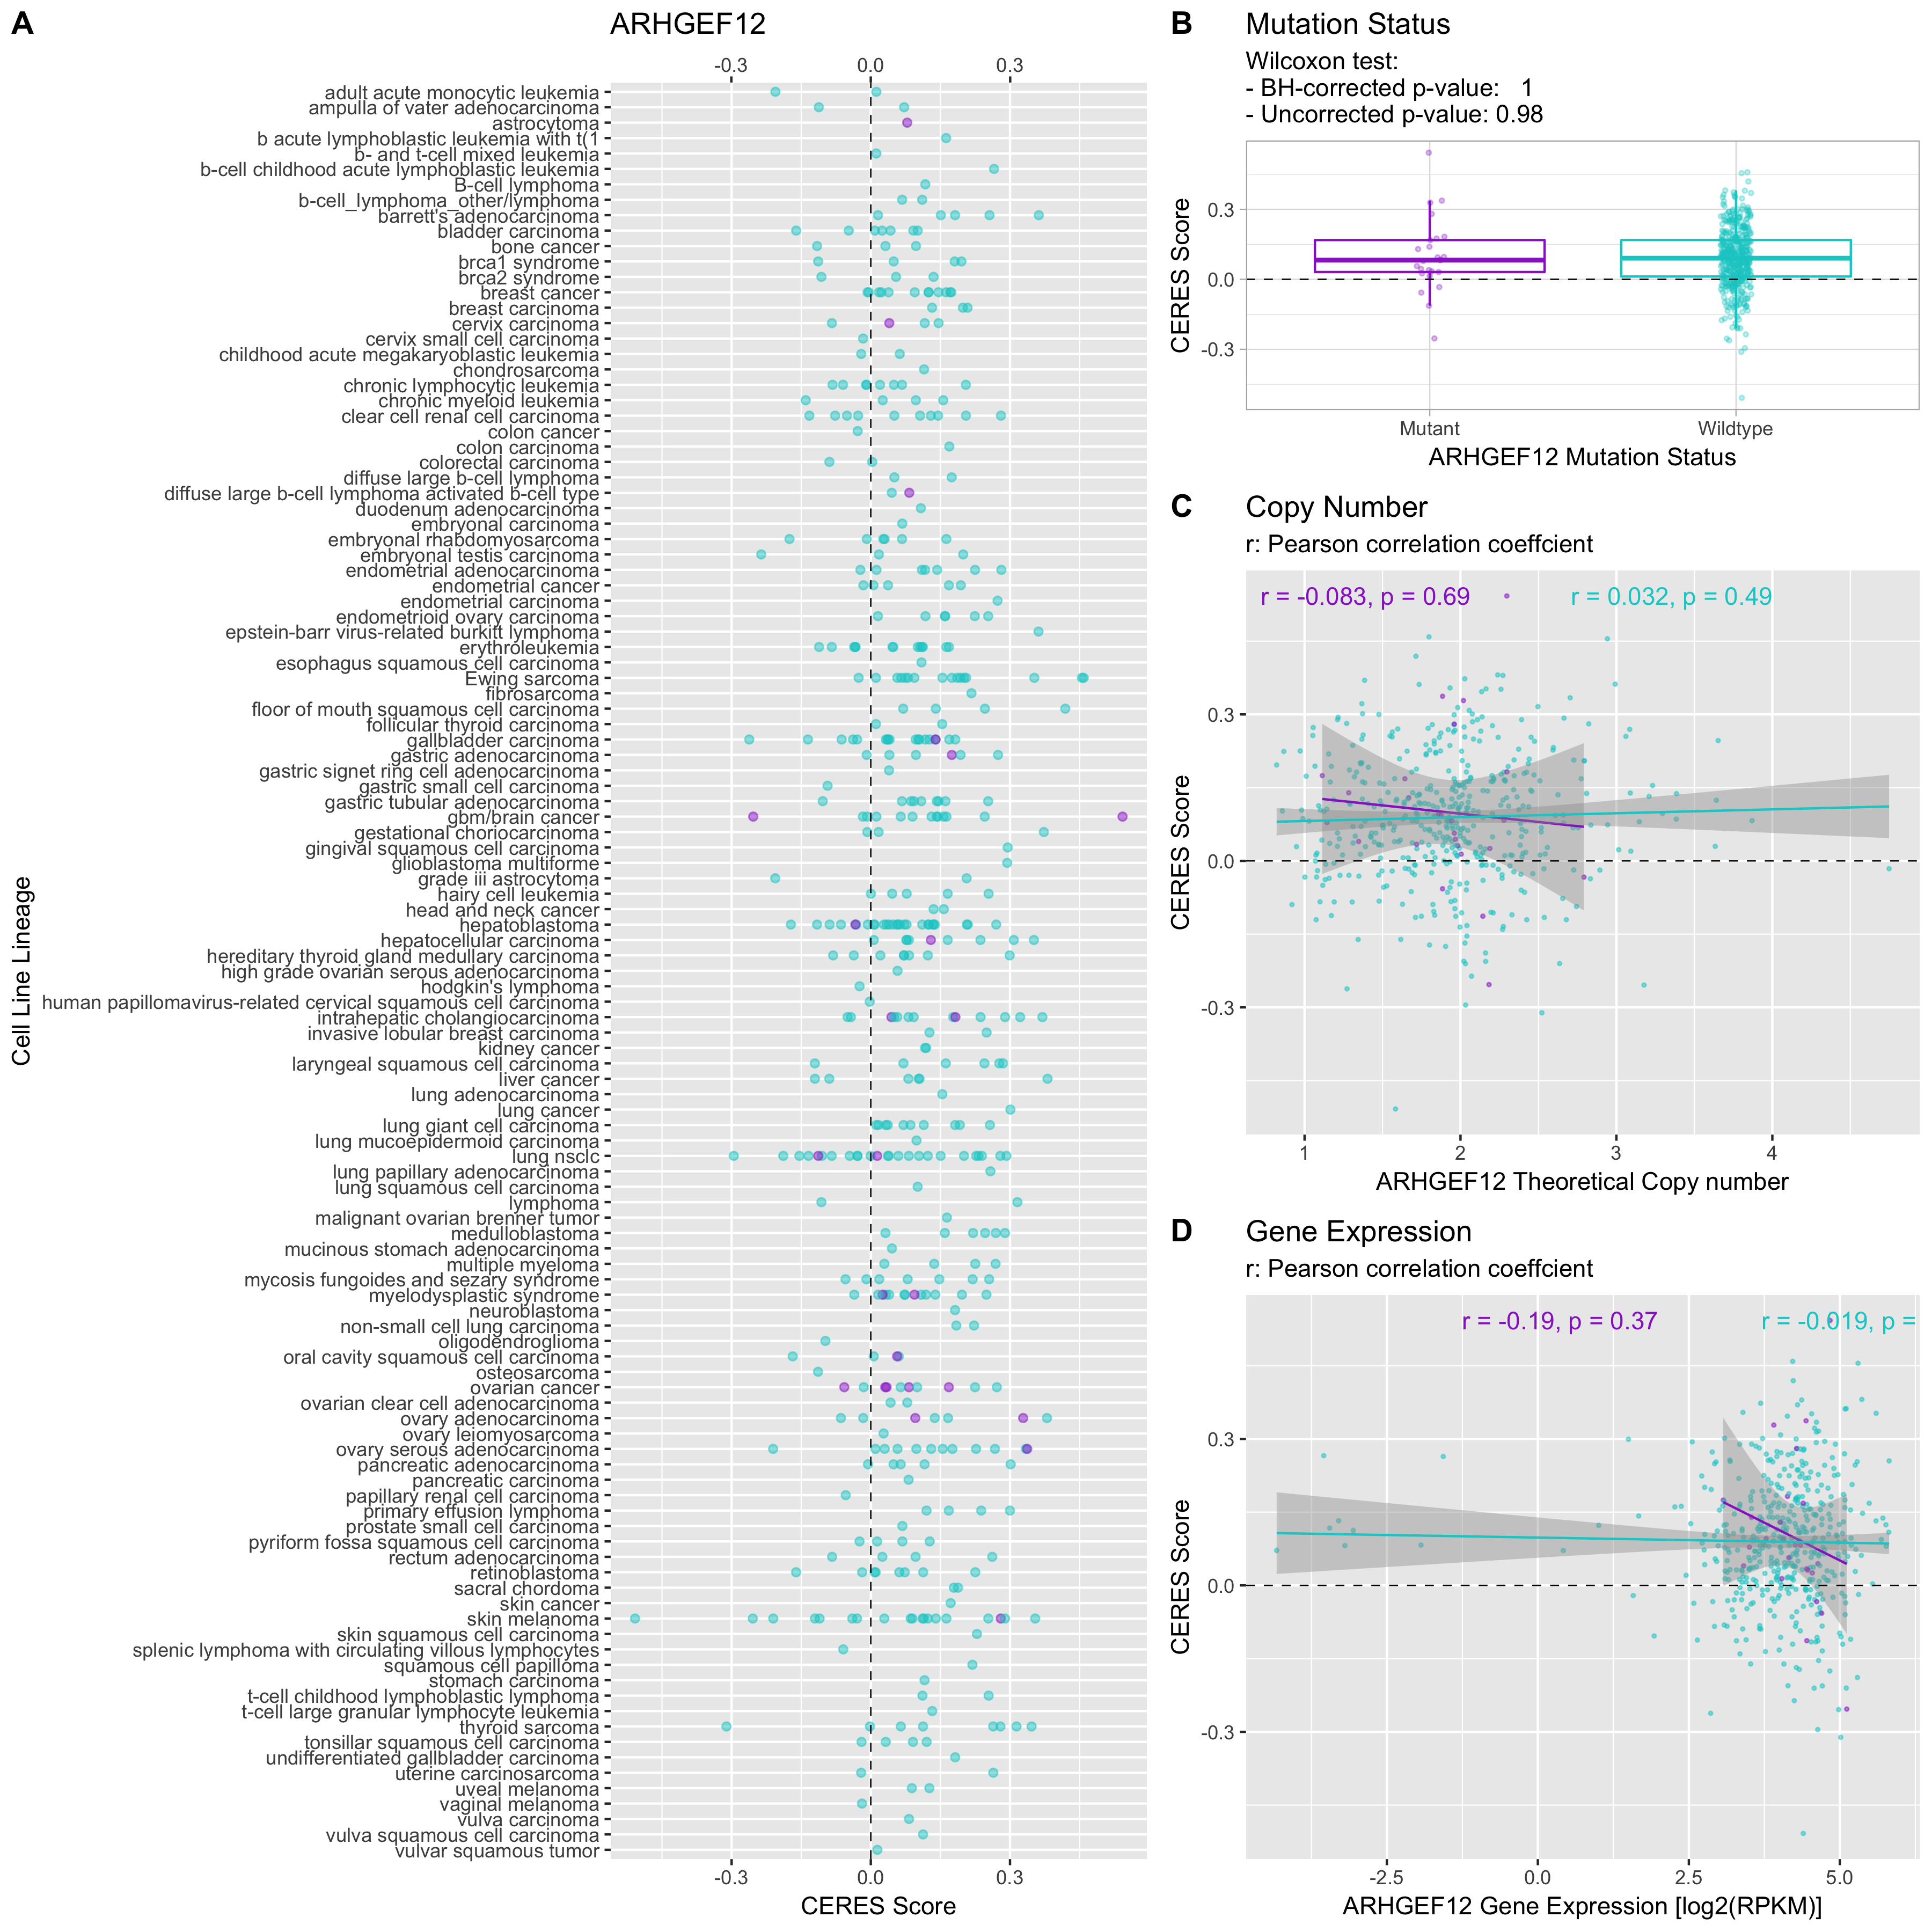 A
ARHGEF12
-0.3 0.0 0.3
adult acute monocytic leukemia
ampulla of vater adenocarcinoma
astrocytoma
b acute lymphoblastic leukemia with t(1
b- and t-cell mixed leukemia
b-cell childhood acute lymphoblastic leukemia
B-cell lymphoma
b-cell_lymphoma_other/lymphoma
barrett's adenocarcinoma
bladder carcinoma
bone cancer
brca1 syndrome
brca2 syndrome
breast cancer
breast carcinoma
cervix carcinoma
cervix small cell carcinoma
childhood acute megakaryoblastic leukemia
chondrosarcoma
chronic lymphocytic leukemia
chronic myeloid leukemia
clear cell renal cell carcinoma
colon cancer
colon carcinoma
colorectal carcinoma
diffuse large b-cell lymphoma
diffuse large b-cell lymphoma activated b-cell type
duodenum adenocarcinoma
embryonal carcinoma
embryonal rhabdomyosarcoma
embryonal testis carcinoma
endometrial adenocarcinoma
endometrial cancer
endometrial carcinoma
endometrioid ovary carcinoma
epstein-barr virus-related burkitt lymphoma
erythroleukemia
esophagus squamous cell carcinoma
Ewing sarcoma
fibrosarcoma
floor of mouth squamous cell carcinoma
follicular thyroid carcinoma
gallbladder carcinoma
gastric adenocarcinoma
gastric signet ring cell adenocarcinoma
gastric small cell carcinoma
gastric tubular adenocarcinoma
gbm/brain cancer
gestational choriocarcinoma
gingival squamous cell carcinoma
glioblastoma multiforme
grade iii astrocytoma
hairy cell leukemia
head and neck cancer
hepatoblastoma
hepatocellular carcinoma
hereditary thyroid gland medullary carcinoma
high grade ovarian serous adenocarcinoma
hodgkin's lymphoma
human papillomavirus-related cervical squamous cell carcinoma
intrahepatic cholangiocarcinoma
invasive lobular breast carcinoma
kidney cancer
laryngeal squamous cell carcinoma
liver cancer
lung adenocarcinoma
lung cancer
lung giant cell carcinoma
lung mucoepidermoid carcinoma
lung nsclc
lung papillary adenocarcinoma
lung squamous cell carcinoma
lymphoma
malignant ovarian brenner tumor
medulloblastoma
mucinous stomach adenocarcinoma
multiple myeloma
mycosis fungoides and sezary syndrome
myelodysplastic syndrome
neuroblastoma
non-small cell lung carcinoma
oligodendroglioma
oral cavity squamous cell carcinoma
osteosarcoma
ovarian cancer
ovarian clear cell adenocarcinoma
ovary adenocarcinoma
ovary leiomyosarcoma
ovary serous adenocarcinoma
pancreatic adenocarcinoma
pancreatic carcinoma
papillary renal cell carcinoma
primary effusion lymphoma
prostate small cell carcinoma
pyriform fossa squamous cell carcinoma
rectum adenocarcinoma
retinoblastoma
sacral chordoma
skin cancer
skin melanoma
skin squamous cell carcinoma
splenic lymphoma with circulating villous lymphocytes
squamous cell papilloma
stomach carcinoma
t-cell childhood lymphoblastic lymphoma
t-cell large granular lymphocyte leukemia
thyroid sarcoma
tonsillar squamous cell carcinoma
undifferentiated gallbladder carcinoma
uterine carcinosarcoma
uveal melanoma
vaginal melanoma
vulva carcinoma
vulva squamous cell carcinoma
vulvar squamous tumor
-0.3 0.0 0.3
CERES Score
Cell Line Lineage
B
Mutation Status
Wilcoxon test:
- BH-corrected p-value: 1
- Uncorrected p-value: 0.98
0.3
0.0
-0.3
CERES Score
Mutant Wildtype
ARHGEF12 Mutation Status
C
Copy Number
r: Pearson correlation coeffcient
r = -0.083, p = 0.69 r = 0.032, p = 0.49
0.3
0.0
-0.3
CERES Score
1 2 3 4
ARHGEF12 Theoretical Copy number
D
Gene Expression
r: Pearson correlation coeffcient
r = -0.19, p = 0.37 r = -0.019, p =
0.3
0.0
-0.3
CERES Score
-2.5 0.0 2.5 5.0
ARHGEF12 Gene Expression [log2(RPKM)]